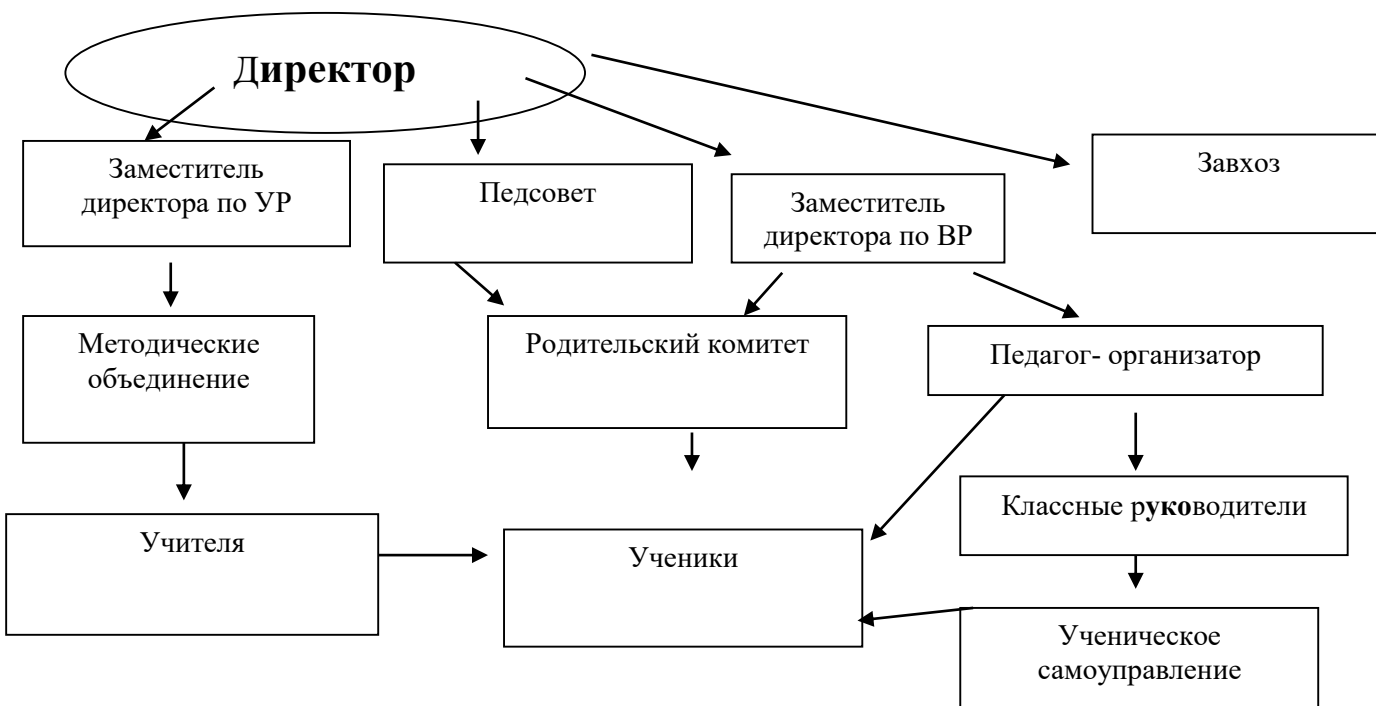 Директор
Заместитель
директора по УР
Педсовет
Заместитель
директора по ВР
Завхоз
Методические
объединение
Родительский комитет
Педагог- организатор
Классные руководители
Учителя
Ученики
Ученическое
самоуправление